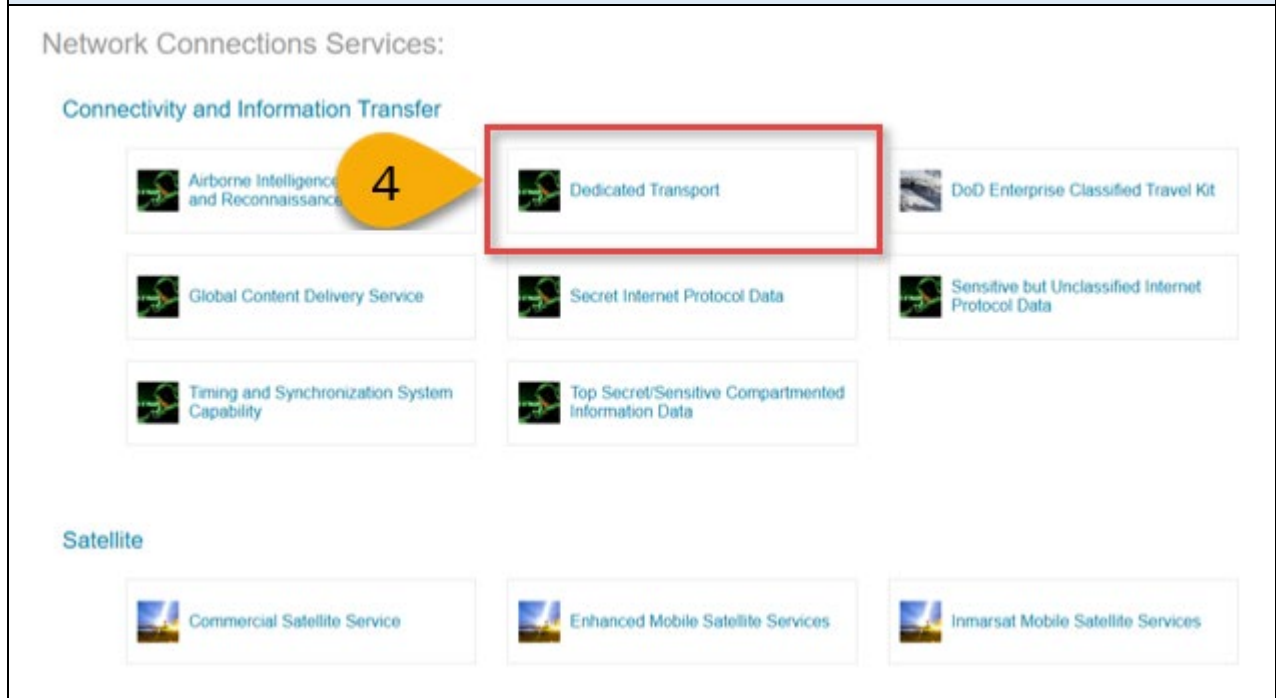 Network Connections Services:
Connectivity and Information Transfer
Airborne Intelligence
and Reconnaissance
4
Dedicated Transport
DoD Enterprise Classified Travel Kit
Global Content Delivery Service
Secret Internet Protocol Data
Sensitive but Unclassified Internet
Protocol Data
Timing and Synchronization System
Capability
Top Secret/Sensitive Compartmented
Information Data
Satellite
Commercial Satellite Service
Enhanced Mobile Satellite Services
Inmarsat Mobile Satellite Services